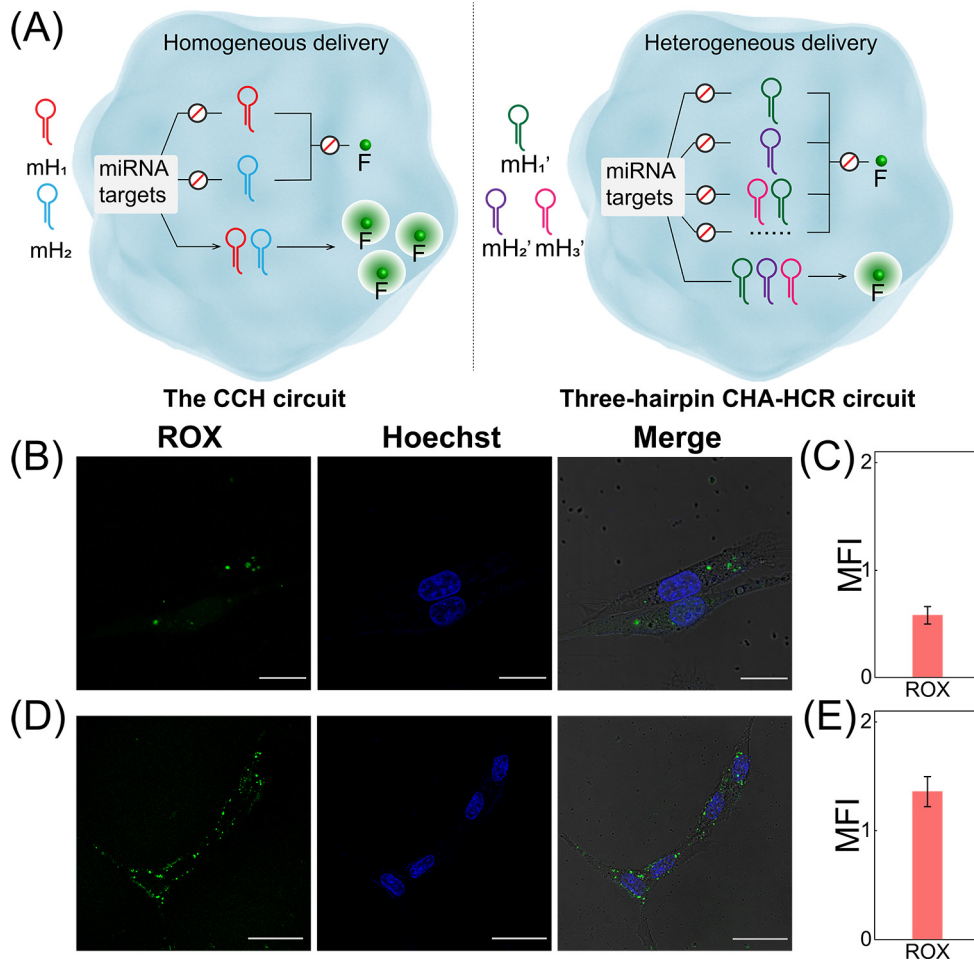 (A)
Homogeneous delivery
mH₁
mH₂
miRNA
targets
F
F
F
F
The CCH circuit
Heterogeneous delivery
mH₁’
mH₂’ mH₃’
miRNA
targets
......
F
F
Three-hairpin CHA-HCR circuit
ROX Hoechst Merge
(B)
(C)
2
1
0
MFI
ROX
(D)
(E)
2
1
0
MFI
ROX